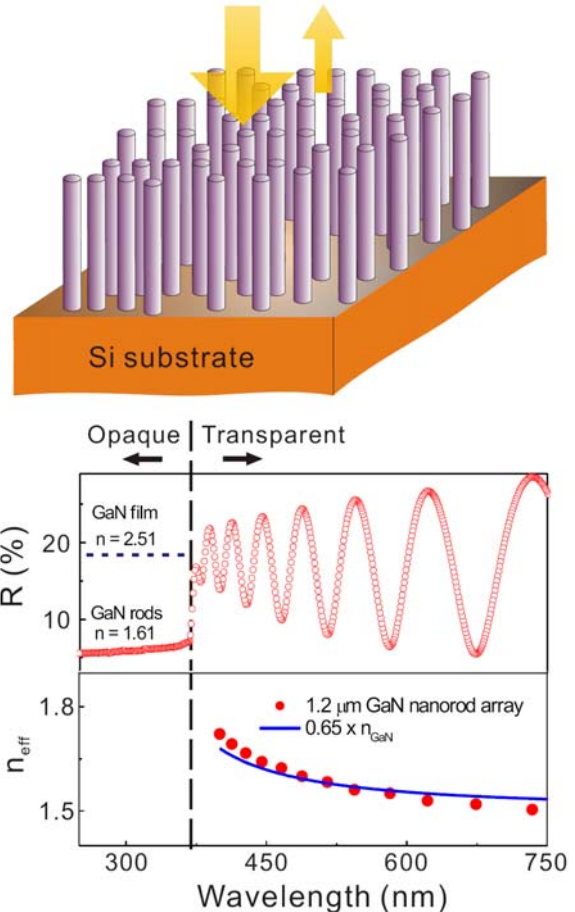 Si substrate
Opaque
Transparent
GaN film
n = 2.51
GaN rods
n = 1.61
R (%)
20
10
1.2 μm GaN nanorod array
0.65 x n_GaN
n_eff
1.8
1.5
300
450
600
750
Wavelength (nm)